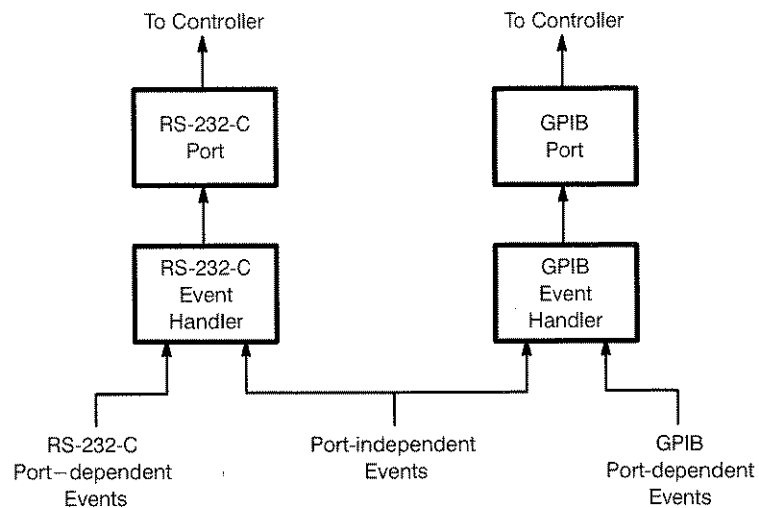 To Controller
To Controller
RS-232-C
Port
GPIB
Port
RS-232-C
Event
Handler
GPIB
Event
Handler
RS-232-C
Port–dependent
Events
Port-independent
Events
GPIB
Port-dependent
Events